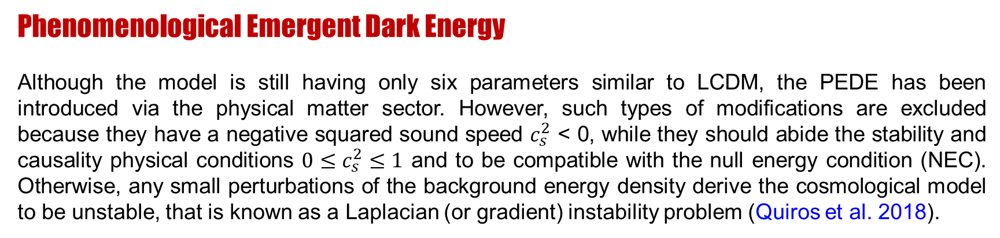 Phenomenological Emergent Dark Energy
Although the model is still having only six parameters similar to LCDM, the PEDE has been
introduced via the physical matter sector. However, such types of modifications are excluded
because they have a negative squared sound speed $c_s^2$ < 0, while they should abide the stability and
causality physical conditions $0 \leq c_s^2 \leq 1$ and to be compatible with the null energy condition (NEC).
Otherwise, any small perturbations of the background energy density derive the cosmological model
to be unstable, that is known as a Laplacian (or gradient) instability problem (Quiros et al. 2018).